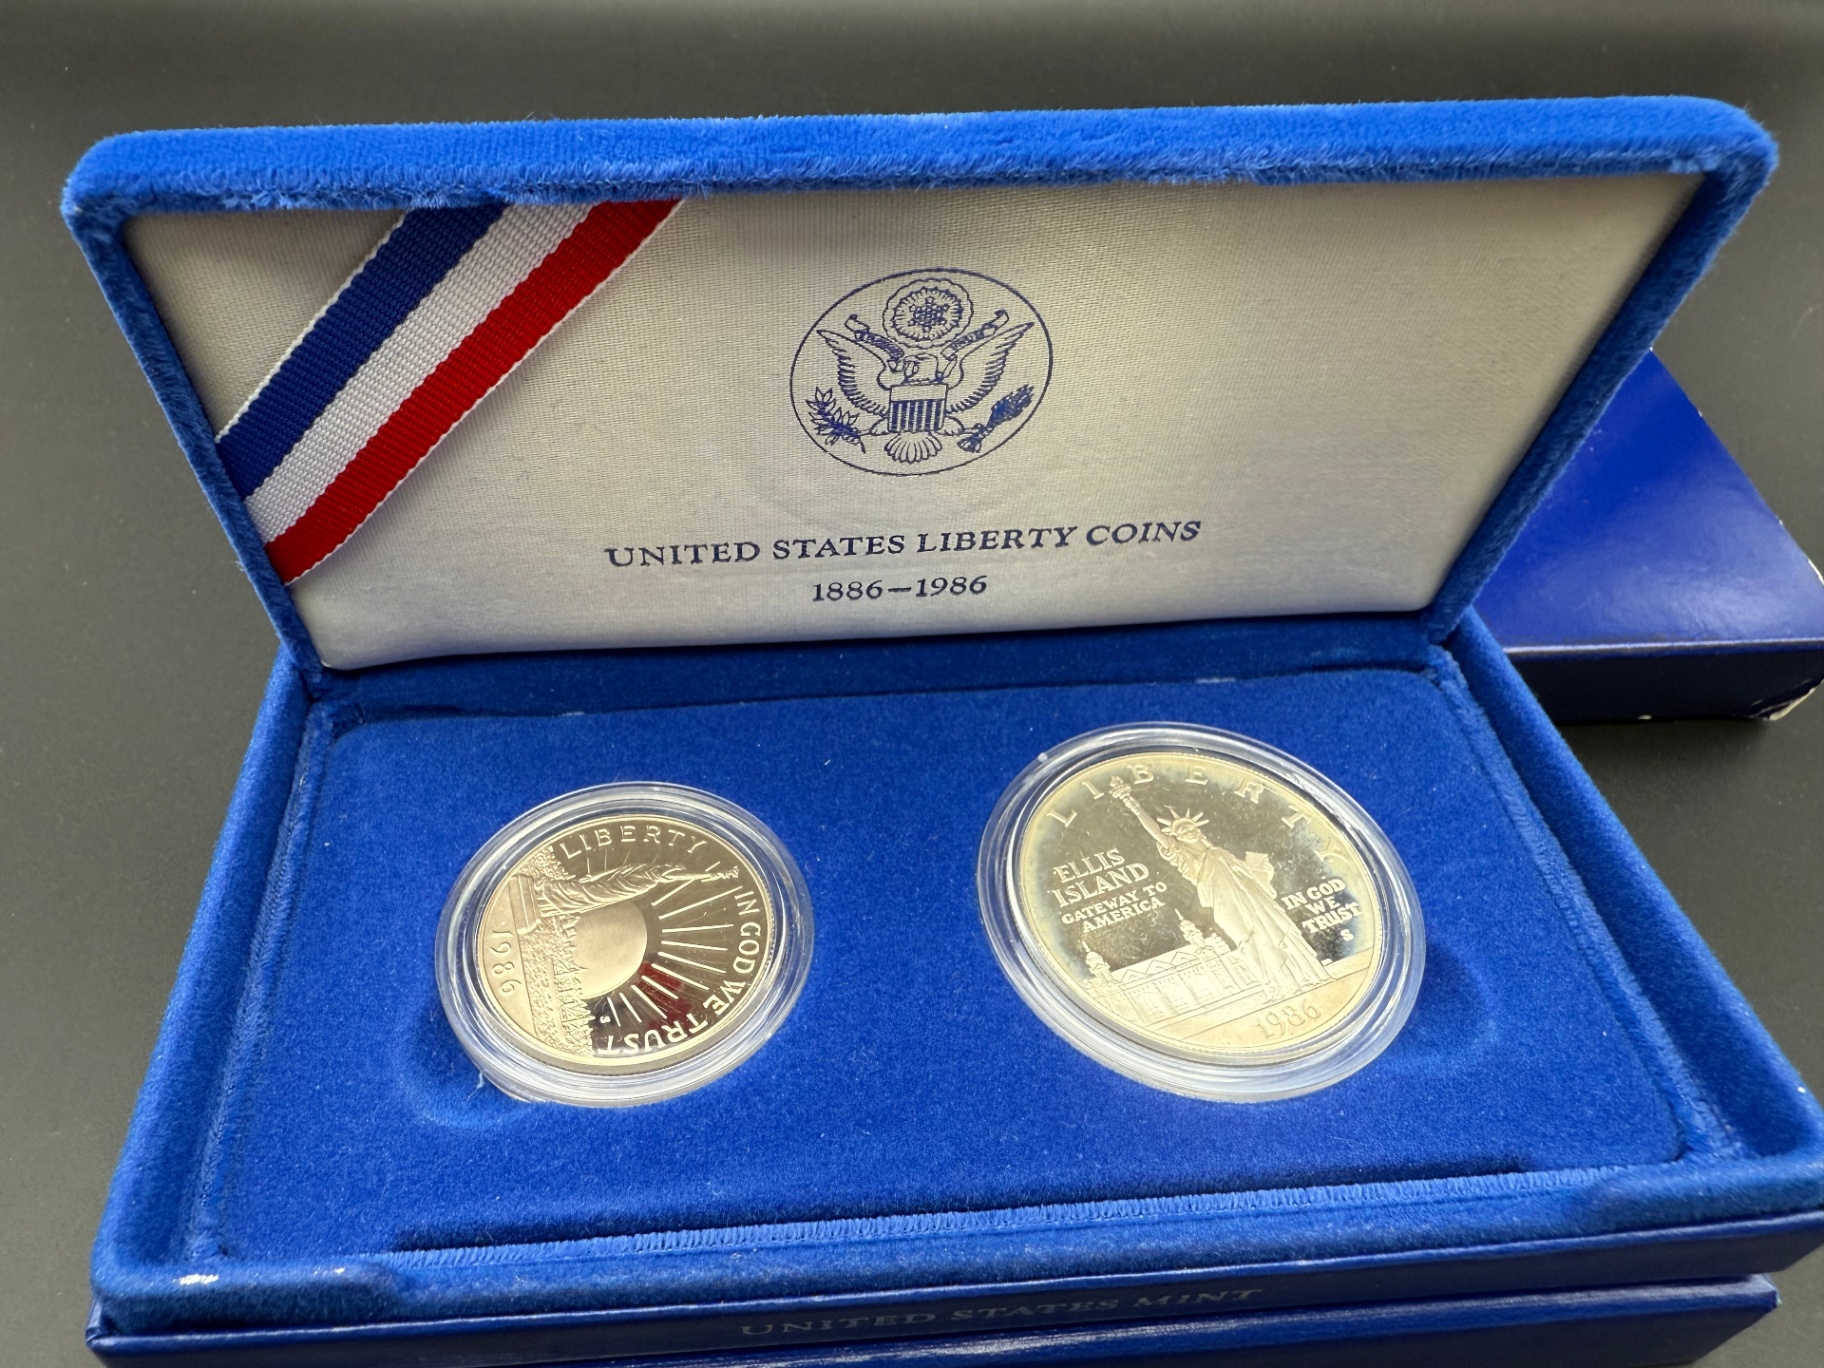 UNITED STATES LIBERTY COINS
1886–1986
LIBERTY
IN GOD WE TRUST
1986
S
LIBERTY
ELLIS
ISLAND
GATEWAY TO
AMERICA
IN GOD
WE
TRUST
S
1986
UNITED STATES MINT